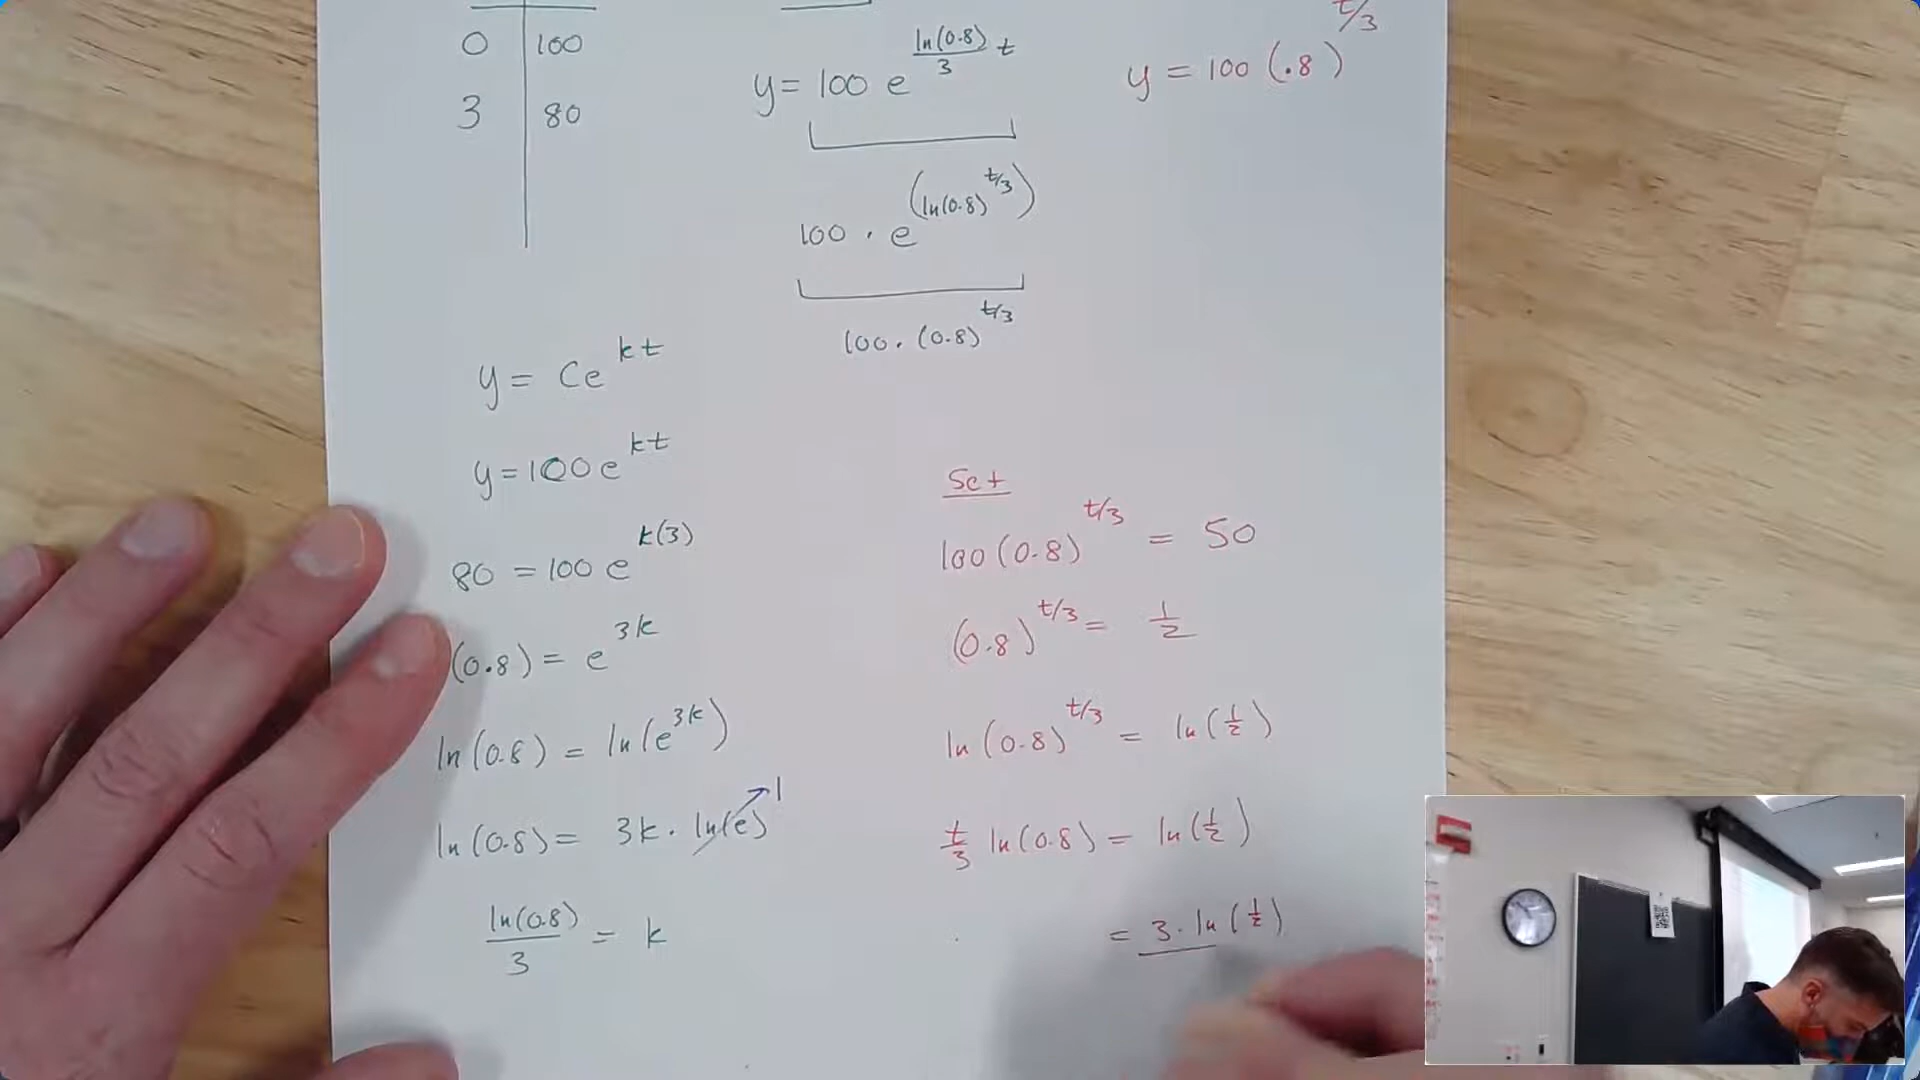 0 | 100
3 | 80
y = 100 e^(ln(0.8)/3 t)
100 · e^(ln(0.8)^(t/3))
100 · (0.8)^(t/3)
y = 100 (.8)^(t/3)
y = Ce^(kt)
y = 100 e^(kt)
80 = 100 e^(k(3))
(0.8) = e^(3k)
ln(0.8) = ln(e^(3k))
ln(0.8) = 3k · ln(e) 1
ln(0.8)/3 = k
Set
100 (0.8)^(t/3) = 50
(0.8)^(t/3) = 1/2
ln (0.8)^(t/3) = ln (1/2)
t/3 ln (0.8) = ln (1/2)
= 3 · ln (1/2)